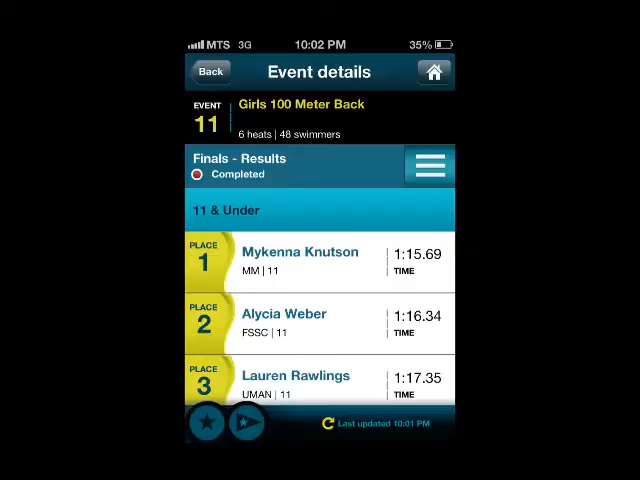 MTS 3G 10:02 PM 35%
Back Event details
EVENT
11
Girls 100 Meter Back
6 heats | 48 swimmers
Finals - Results
Completed
11 & Under
PLACE
1
Mykenna Knutson
MM | 11
1:15.69
TIME
PLACE
2
Alycia Weber
FSSC | 11
1:16.34
TIME
PLACE
3
Lauren Rawlings
UMAN | 11
1:17.35
TIME
Last updated 10:01 PM